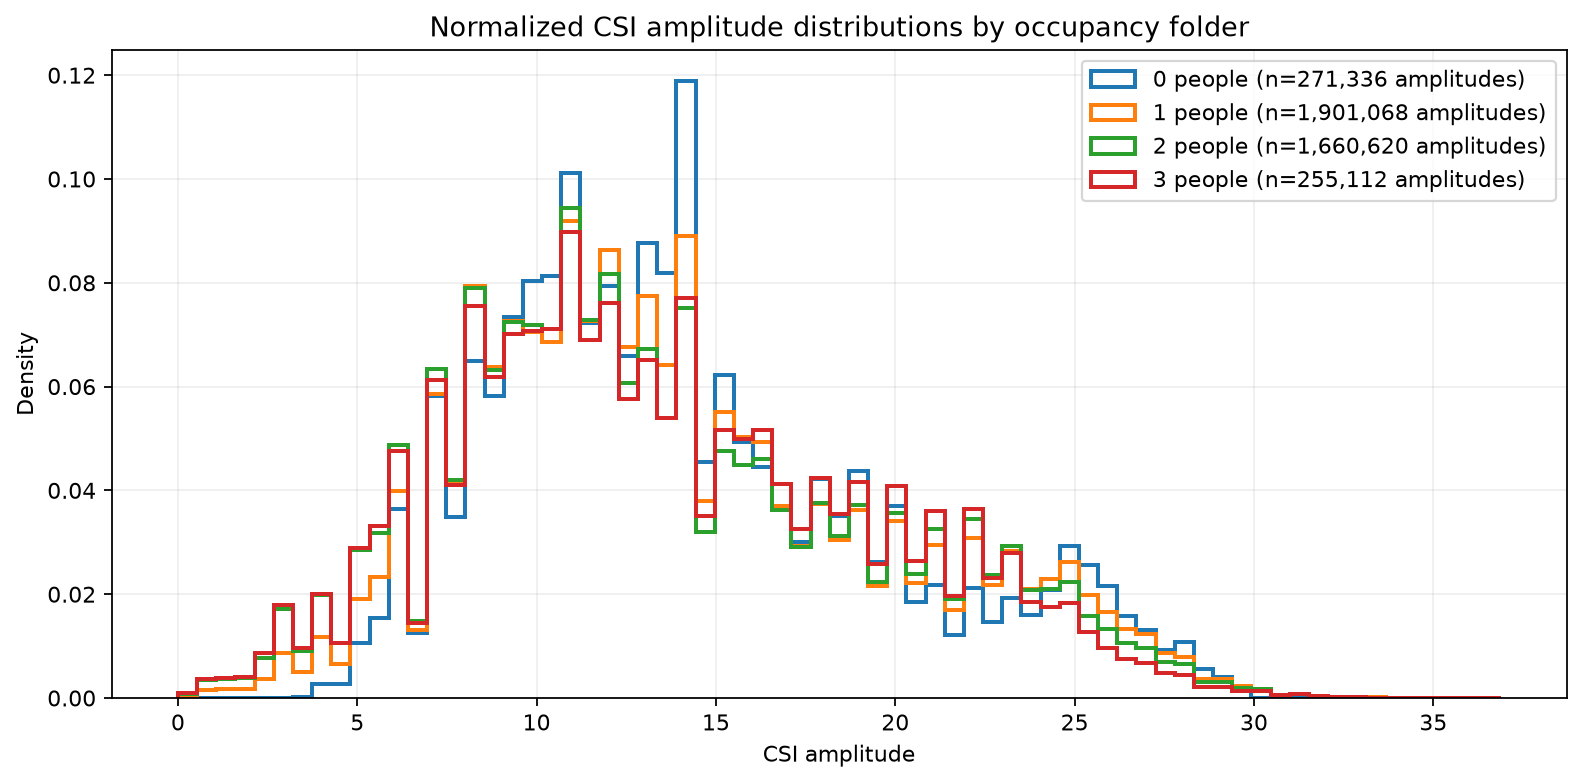 Normalized CSI amplitude distributions by occupancy folder
0 people (n=271,336 amplitudes)
1 people (n=1,901,068 amplitudes)
2 people (n=1,660,620 amplitudes)
3 people (n=255,112 amplitudes)
Density
0.12
0.10
0.08
0.06
0.04
0.02
0.00
0 5 10 15 20 25 30 35
CSI amplitude